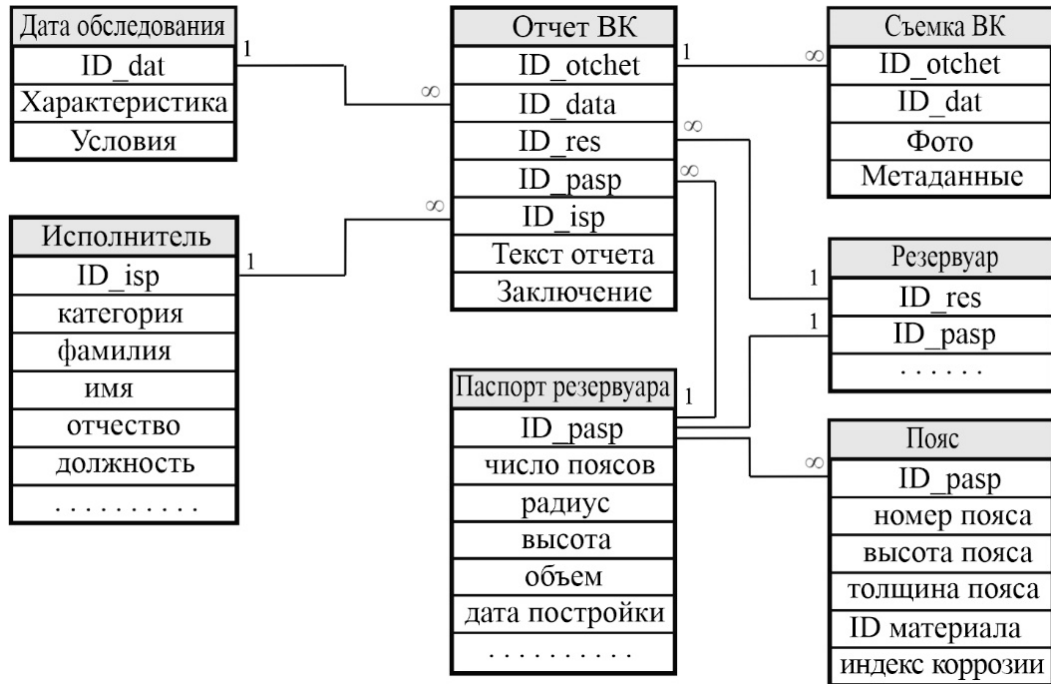 Дата обследования
ID_dat
Характеристика
Условия
1
∞
Исполнитель
ID_isp
категория
фамилия
имя
отчество
должность
. . . . . . . . . .
1
∞
Отчет ВК
ID_otchet
ID_data
ID_res
ID_pasp
ID_isp
Текст отчета
Заключение
1
∞
∞
∞
Съемка ВК
ID_otchet
ID_dat
Фото
Метаданные
Резервуар
ID_res
ID_pasp
. . . . . .
1
1
Паспорт резервуара
ID_pasp
число поясов
радиус
высота
объем
дата постройки
. . . . . . . . . .
1
∞
Пояс
ID_pasp
номер пояса
высота пояса
толщина пояса
ID материала
индекс коррозии